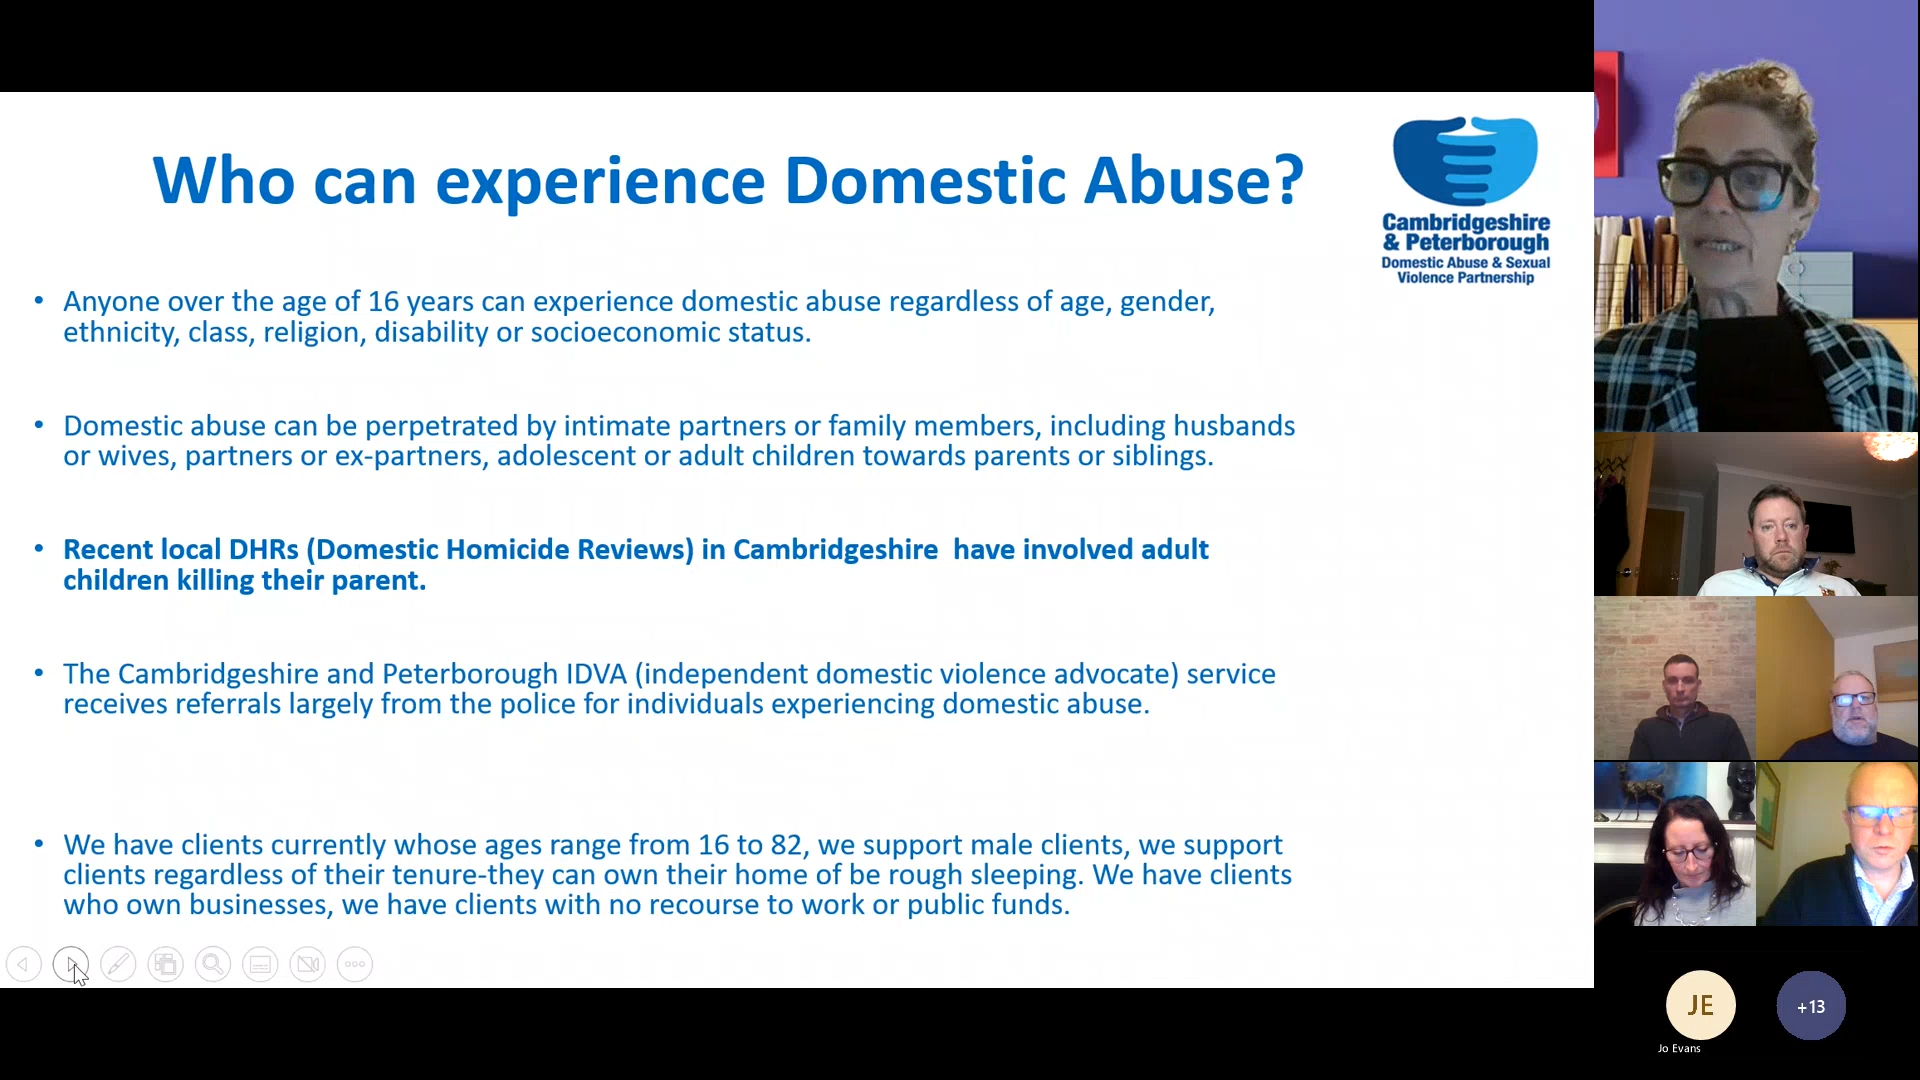 Who can experience Domestic Abuse?
Cambridgeshire
& Peterborough
Domestic Abuse & Sexual
Violence Partnership
• Anyone over the age of 16 years can experience domestic abuse regardless of age, gender,
ethnicity, class, religion, disability or socioeconomic status.
• Domestic abuse can be perpetrated by intimate partners or family members, including husbands
or wives, partners or ex-partners, adolescent or adult children towards parents or siblings.
• Recent local DHRs (Domestic Homicide Reviews) in Cambridgeshire  have involved adult
children killing their parent.
• The Cambridgeshire and Peterborough IDVA (independent domestic violence advocate) service
receives referrals largely from the police for individuals experiencing domestic abuse.
• We have clients currently whose ages range from 16 to 82, we support male clients, we support
clients regardless of their tenure-they can own their home of be rough sleeping. We have clients
who own businesses, we have clients with no recourse to work or public funds.
JE
+13
Jo Evans